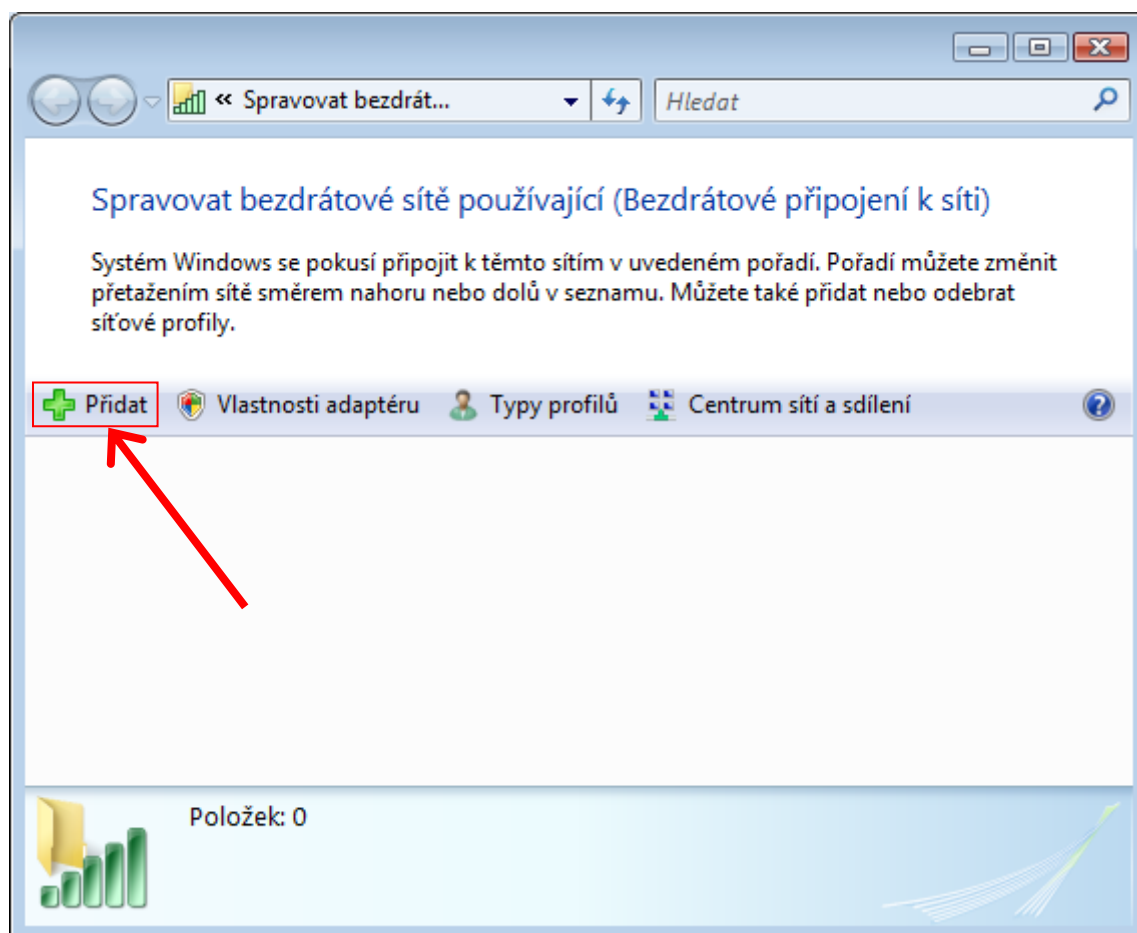 « Spravovat bezdrát...
Hledat
Spravovat bezdrátové sítě používající (Bezdrátové připojení k síti)
Systém Windows se pokusí připojit k těmto sítím v uvedeném pořadí. Pořadí můžete změnit
přetažením sítě směrem nahoru nebo dolů v seznamu. Můžete také přidat nebo odebrat
síťové profily.
Přidat Vlastnosti adaptéru Typy profilů Centrum sítí a sdílení
Položek: 0